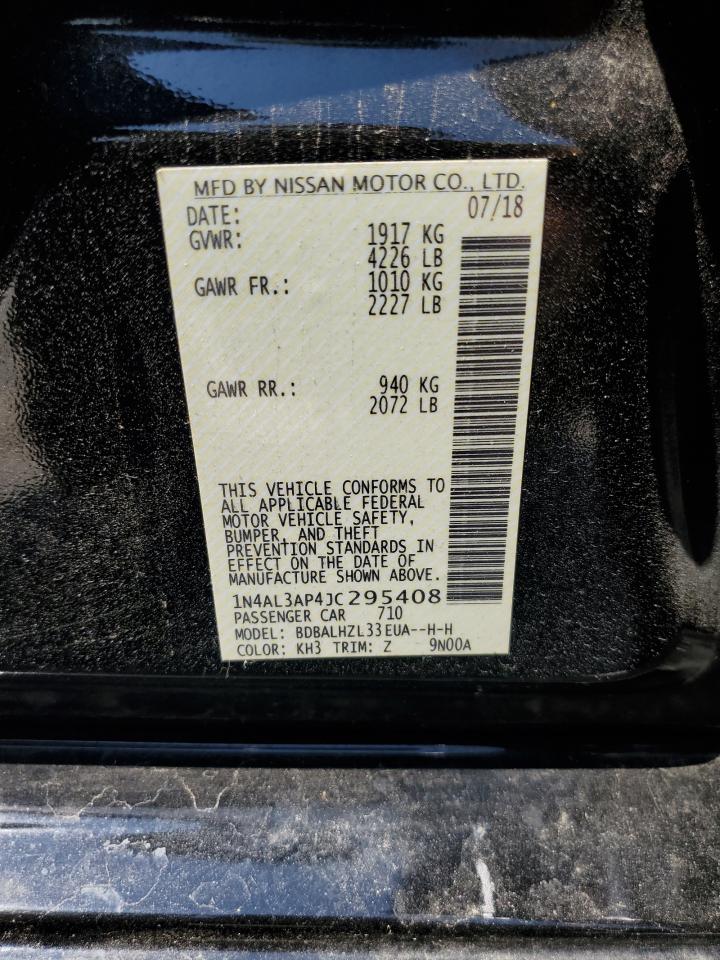 MFD BY NISSAN MOTOR CO., LTD.
DATE: 07/18
GVWR: 1917 KG
4226 LB
GAWR FR.: 1010 KG
2227 LB
GAWR RR.: 940 KG
2072 LB
THIS VEHICLE CONFORMS TO
ALL APPLICABLE FEDERAL
MOTOR VEHICLE SAFETY,
BUMPER, AND THEFT
PREVENTION STANDARDS IN
EFFECT ON THE DATE OF
MANUFACTURE SHOWN ABOVE.
1N4AL3AP4JC295408
PASSENGER CAR 710
MODEL: BDBALHZL33EUA--H-H
COLOR: KH3 TRIM: Z 9N00A